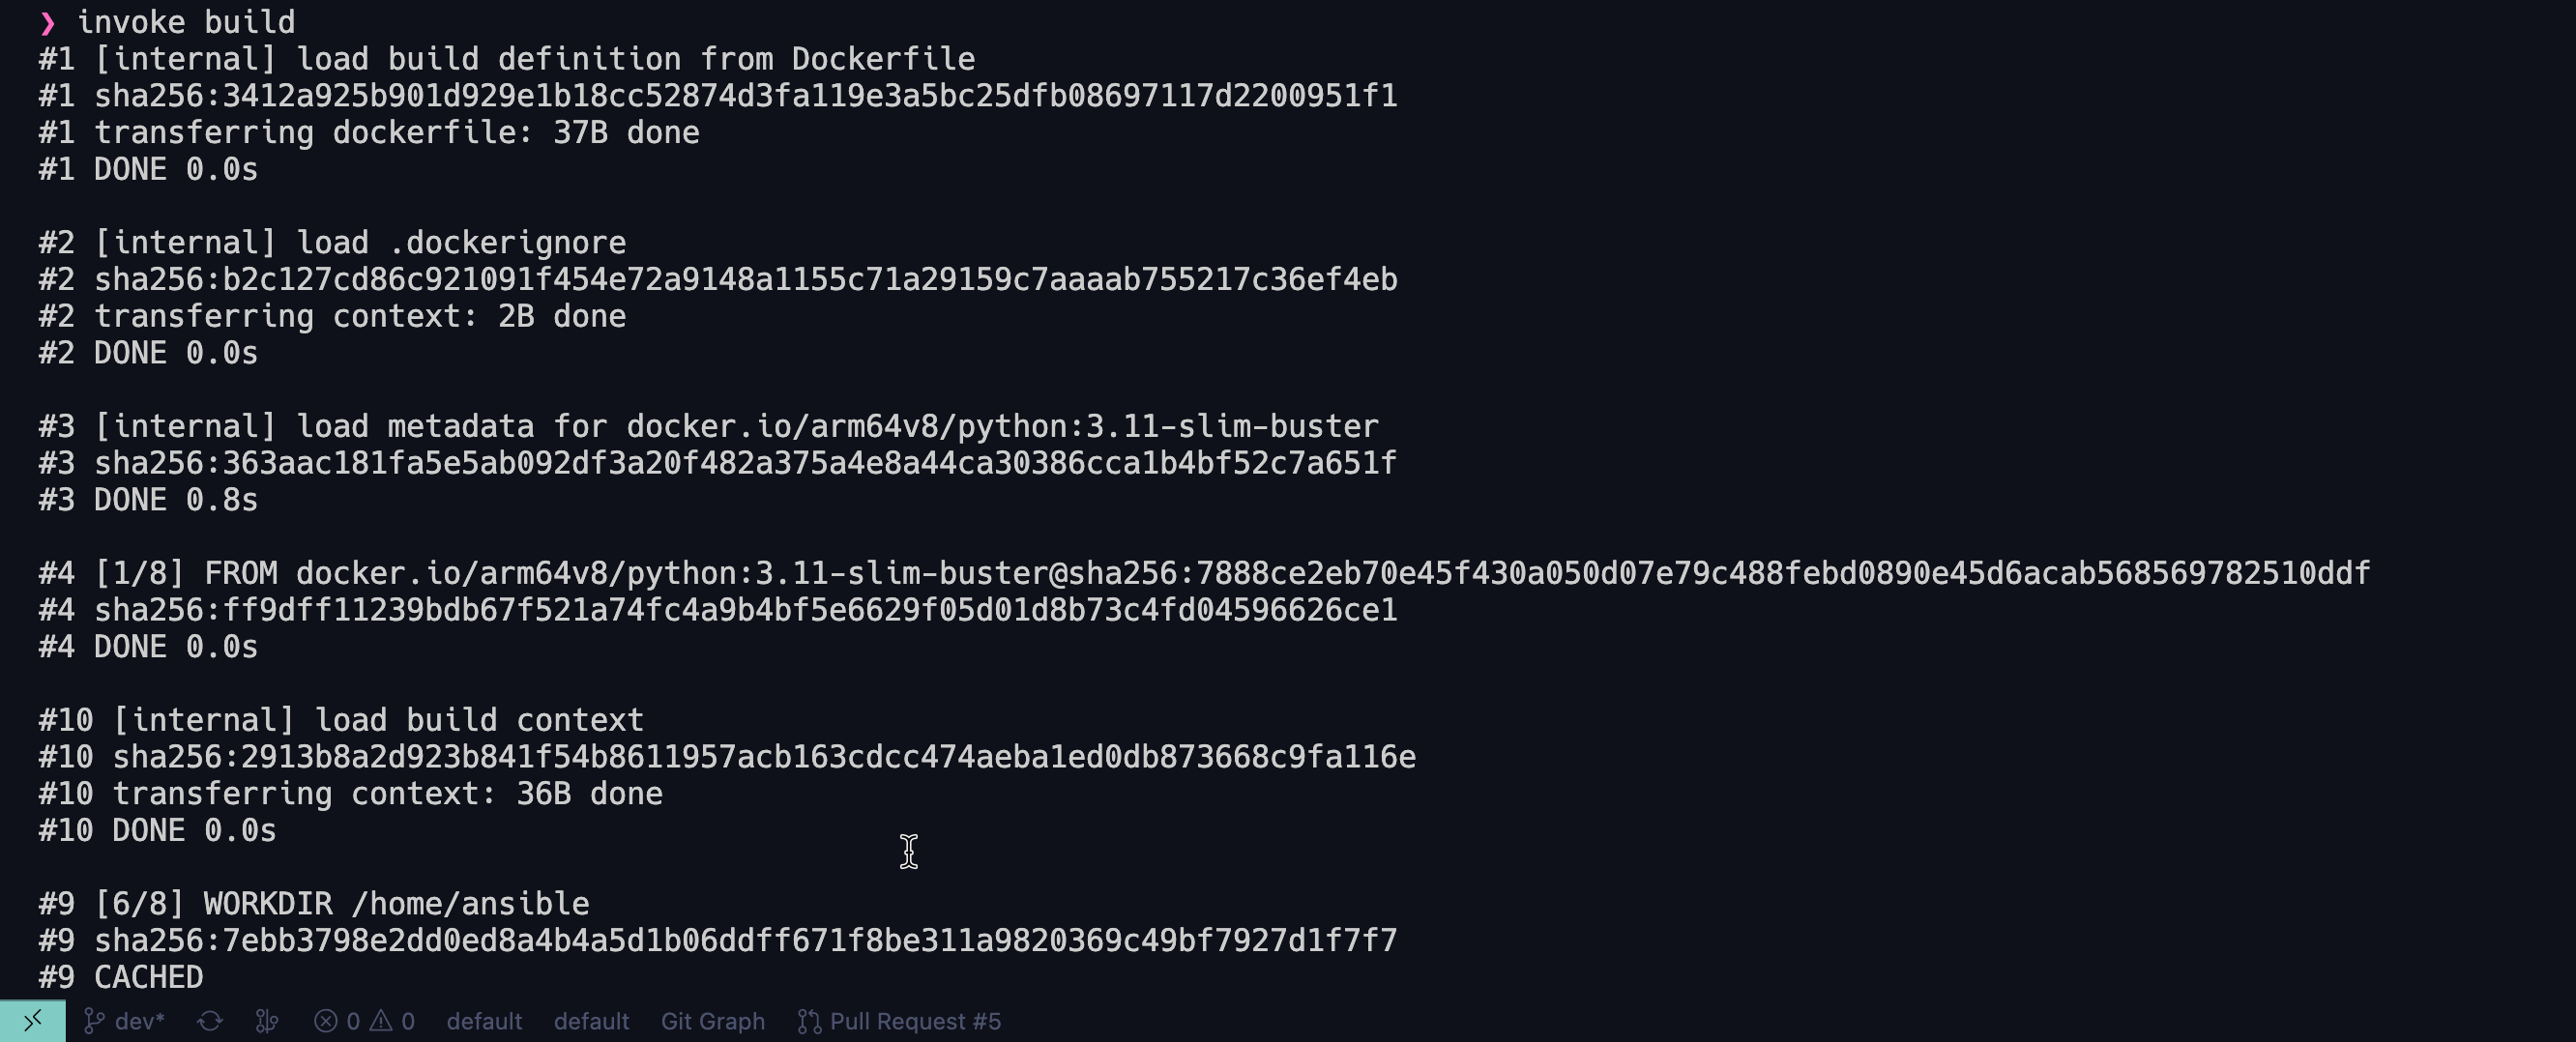 ❯ invoke build
#1 [internal] load build definition from Dockerfile
#1 sha256:3412a925b901d929e1b18cc52874d3fa119e3a5bc25dfb08697117d2200951f1
#1 transferring dockerfile: 37B done
#1 DONE 0.0s
#2 [internal] load .dockerignore
#2 sha256:b2c127cd86c921091f454e72a9148a1155c71a29159c7aaaab755217c36ef4eb
#2 transferring context: 2B done
#2 DONE 0.0s
#3 [internal] load metadata for docker.io/arm64v8/python:3.11-slim-buster
#3 sha256:363aac181fa5e5ab092df3a20f482a375a4e8a44ca30386cca1b4bf52c7a651f
#3 DONE 0.8s
#4 [1/8] FROM docker.io/arm64v8/python:3.11-slim-buster@sha256:7888ce2eb70e45f430a050d07e79c488febd0890e45d6acab568569782510ddf
#4 sha256:ff9dff11239bdb67f521a74fc4a9b4bf5e6629f05d01d8b73c4fd04596626ce1
#4 DONE 0.0s
#10 [internal] load build context
#10 sha256:2913b8a2d923b841f54b8611957acb163cdcc474aeba1ed0db873668c9fa116e
#10 transferring context: 36B done
#10 DONE 0.0s
#9 [6/8] WORKDIR /home/ansible
#9 sha256:7ebb3798e2dd0ed8a4b4a5d1b06ddff671f8be311a9820369c49bf7927d1f7f7
#9 CACHED
dev* 0 0 default default Git Graph Pull Request #5